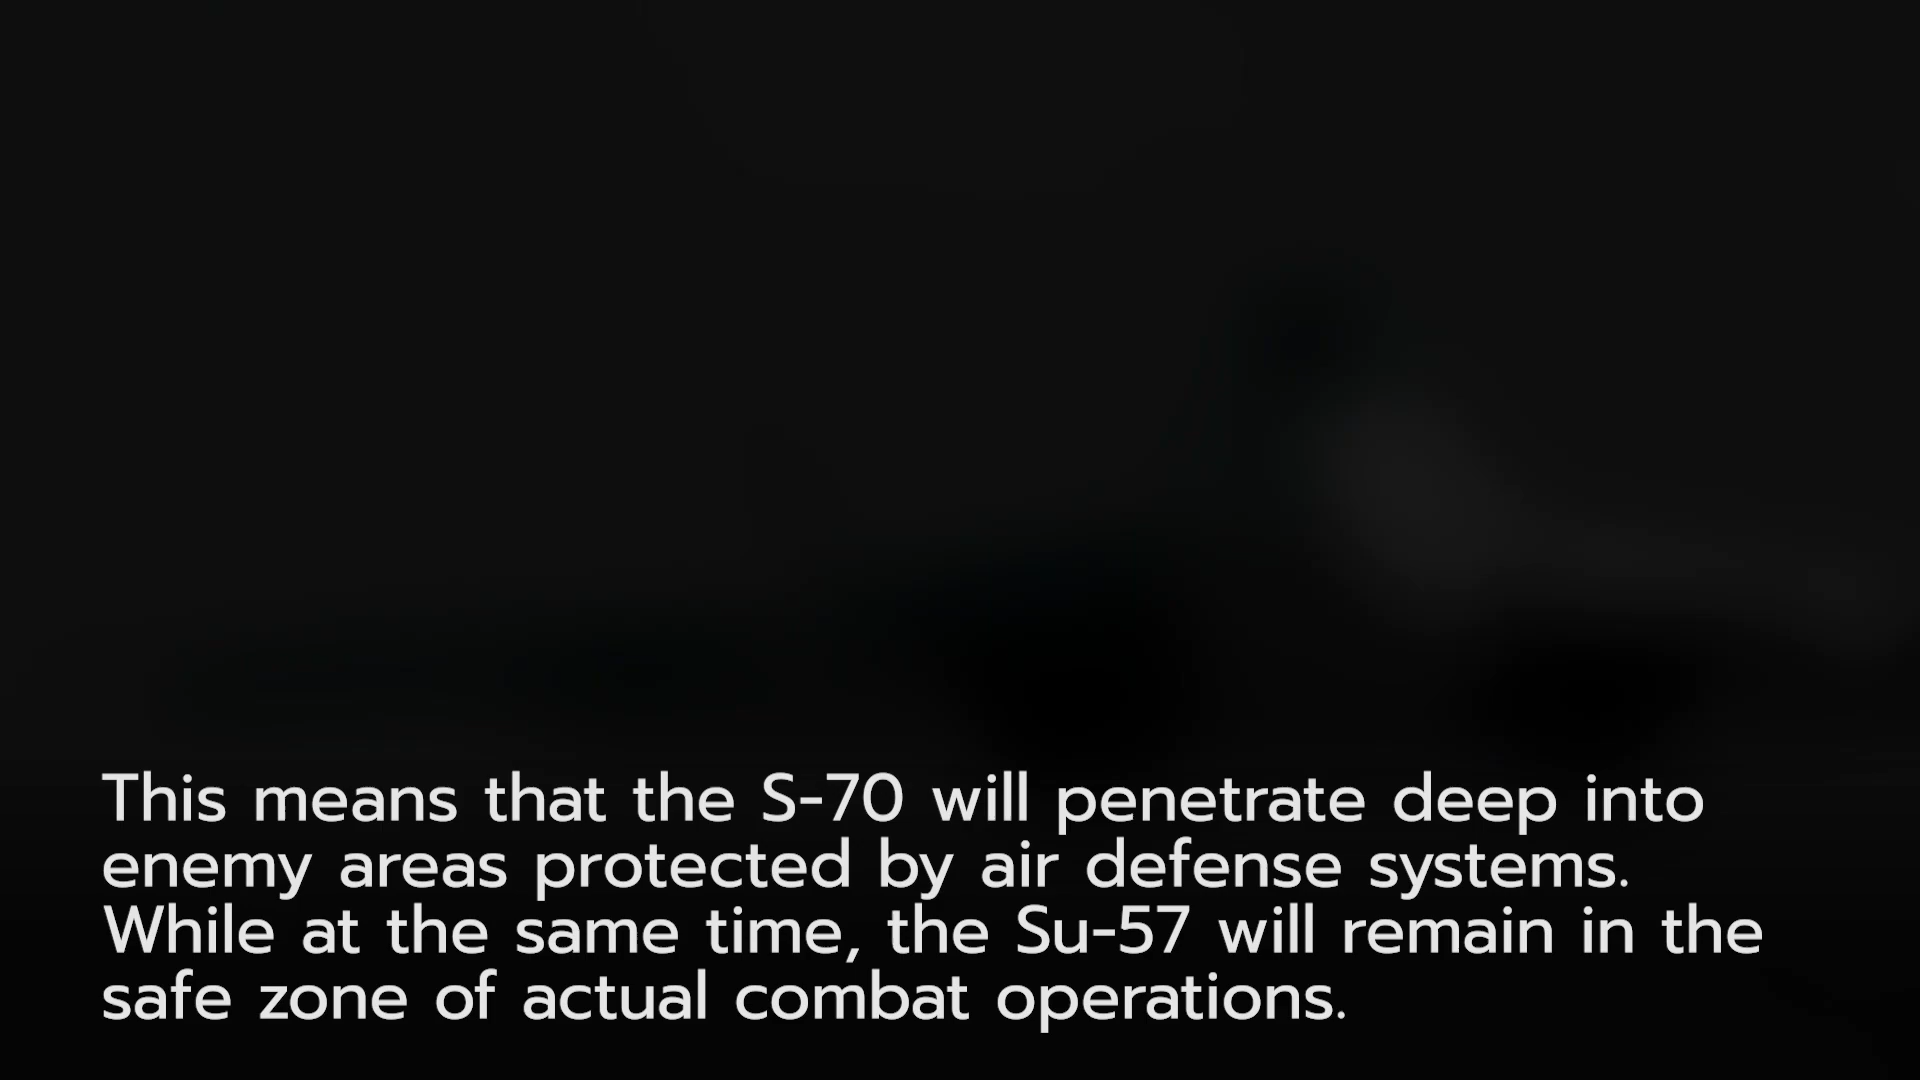 This means that the S-70 will penetrate deep into
enemy areas protected by air defense systems.
While at the same time, the Su-57 will remain in the
safe zone of actual combat operations.